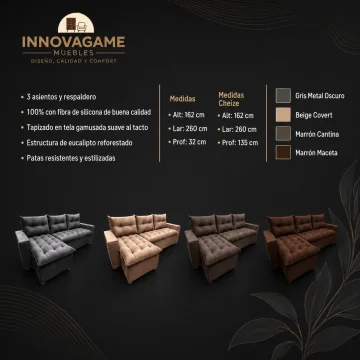 INNOVAGAME
MUEBLES
DISEÑO, CALIDAD Y CONFORT
• 3 asientos y respaldero
• 100% con fibra de silicona de buena calidad
• Tapizado en tela gamusada suave al tacto
• Estructura de eucalipto reforestado
• Patas resistentes y estilizadas
Medidas
• Alt: 162 cm
• Lar: 260 cm
• Prof: 32 cm
Medidas
Cheize
• Alt: 162 cm
• Lar: 260 cm
• Prof: 135 cm
Gris Metal Oscuro
Beige Covert
Marrón Cantina
Marrón Maceta